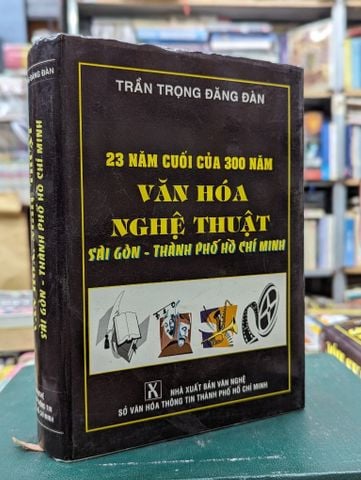 TRẦN TRỌNG ĐĂNG ĐÀN
23 NĂM CUỐI CỦA 300 NĂM
VĂN HÓA
NGHỆ THUẬT
SÀI GÒN - THÀNH PHỐ HỒ CHÍ MINH
NHÀ XUẤT BẢN VĂN NGHỆ
SỞ VĂN HÓA THÔNG TIN THÀNH PHỐ HỒ CHÍ MINH
ĐĂNG ĐÀN
SÀI GÒN - THÀNH PHỐ HỒ CHÍ MINH